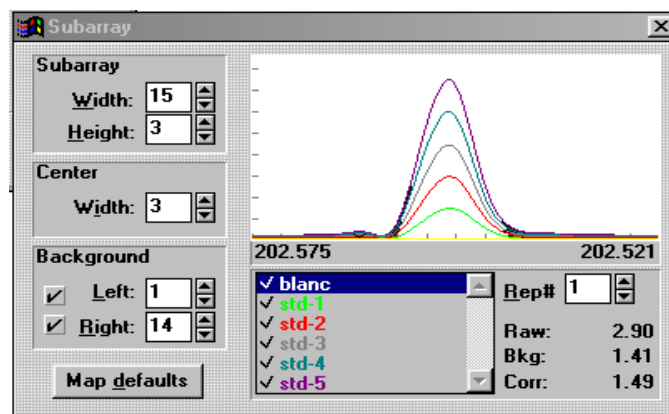 Subarray
Subarray
Width: 15
Height: 3
Center
Width: 3
Background
✓ Left: 1
✓ Right: 14
Map defaults
202.575 202.521
✓ blanc
✓ std-1
✓ std-2
✓ std-3
✓ std-4
✓ std-5
Rep# 1
Raw: 2.90
Bkg: 1.41
Corr: 1.49